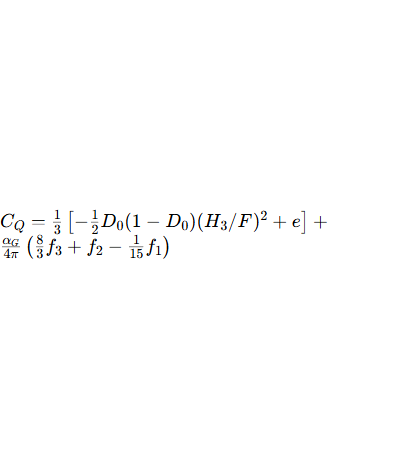 C_Q = \frac{1}{3} \left[ -\frac{1}{2} D_0 (1 - D_0)(H_3/F)^2 + e \right] +
\frac{\alpha_G}{4\pi} \left( \frac{8}{3} f_3 + f_2 - \frac{1}{15} f_1 \right)